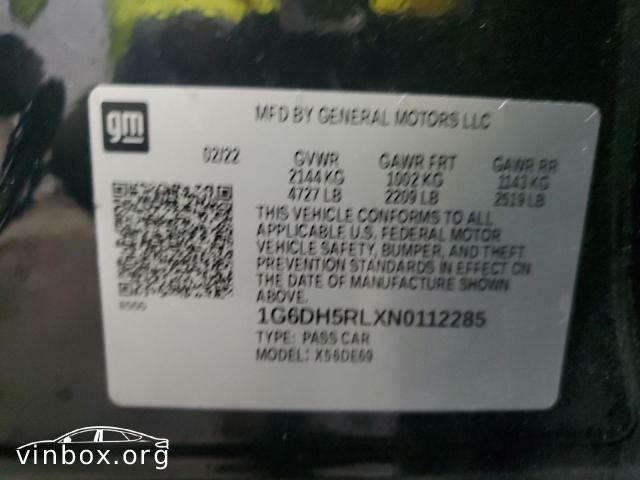 gm
MFD BY GENERAL MOTORS LLC
02/22 GVWR GAWR FRT GAWR RR
2144 KG 1002 KG 1143 KG
4727 LB 2209 LB 2519 LB
THIS VEHICLE CONFORMS TO ALL
APPLICABLE U.S. FEDERAL MOTOR
VEHICLE SAFETY, BUMPER, AND THEFT
PREVENTION STANDARDS IN EFFECT ON
THE DATE OF MANUFACTURE SHOWN
ABOVE.
1G6DH5RLXN0112285
TYPE: PASS CAR
MODEL: X56DE69
vinbox.org